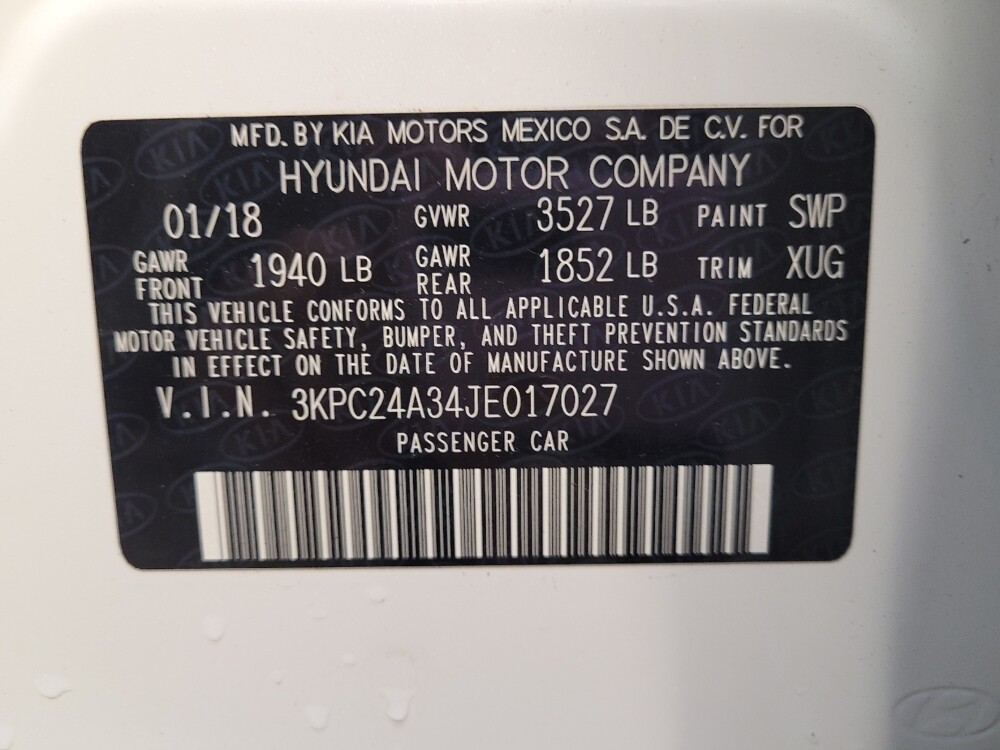 MFD. BY KIA MOTORS MEXICO S.A. DE C.V. FOR
HYUNDAI MOTOR COMPANY
01/18 GVWR 3527 LB PAINT SWP
GAWR FRONT 1940 LB GAWR REAR 1852 LB TRIM XUG
THIS VEHICLE CONFORMS TO ALL APPLICABLE U.S.A. FEDERAL
MOTOR VEHICLE SAFETY, BUMPER, AND THEFT PREVENTION STANDARDS
IN EFFECT ON THE DATE OF MANUFACTURE SHOWN ABOVE.
V.I.N. 3KPC24A34JE017027
PASSENGER CAR